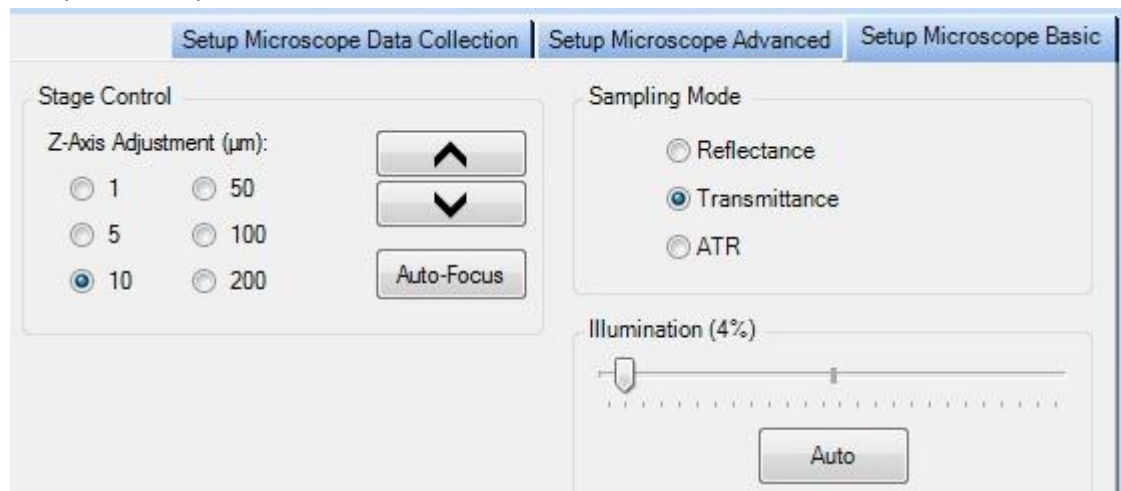 Setup Microscope Data Collection
Setup Microscope Advanced
Setup Microscope Basic
Stage Control
Z-Axis Adjustment (µm):
1
50
5
100
10
200
Auto-Focus
Sampling Mode
Reflectance
Transmittance
ATR
Illumination (4%)
Auto